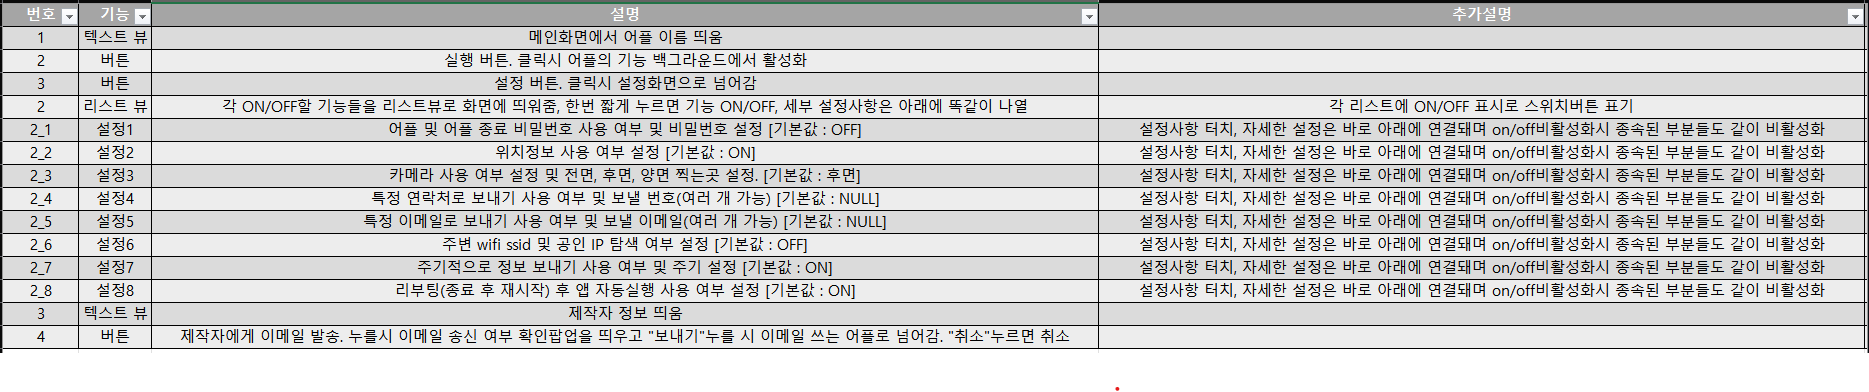 번호 기능 설명 추가설명
1 텍스트 뷰 메인화면에서 어플 이름 띄움
2 버튼 실행 버튼. 클릭시 어플의 기능 백그라운드에서 활성화
3 버튼 설정 버튼. 클릭시 설정화면으로 넘어감
2 리스트 뷰 각 ON/OFF할 기능들을 리스트뷰로 화면에 띄워줌, 한번 짧게 누르면 기능 ON/OFF, 세부 설정사항은 아래에 똑같이 나열 각 리스트에 ON/OFF 표시로 스위치버튼 표기
2_1 설정1 어플 및 어플 종료 비밀번호 사용 여부 및 비밀번호 설정 [기본값 : OFF] 설정사항 터치, 자세한 설정은 바로 아래에 연결돼며 on/off비활성화시 종속된 부분들도 같이 비활성화
2_2 설정2 위치정보 사용 여부 설정 [기본값 : ON] 설정사항 터치, 자세한 설정은 바로 아래에 연결돼며 on/off비활성화시 종속된 부분들도 같이 비활성화
2_3 설정3 카메라 사용 여부 설정 및 전면, 후면, 양면 찍는곳 설정. [기본값 : 후면] 설정사항 터치, 자세한 설정은 바로 아래에 연결돼며 on/off비활성화시 종속된 부분들도 같이 비활성화
2_4 설정4 특정 연락처로 보내기 사용 여부 및 보낼 번호(여러 개 가능) [기본값 : NULL] 설정사항 터치, 자세한 설정은 바로 아래에 연결돼며 on/off비활성화시 종속된 부분들도 같이 비활성화
2_5 설정5 특정 이메일로 보내기 사용 여부 및 보낼 이메일(여러 개 가능) [기본값 : NULL] 설정사항 터치, 자세한 설정은 바로 아래에 연결돼며 on/off비활성화시 종속된 부분들도 같이 비활성화
2_6 설정6 주변 wifi ssid 및 공인 IP 탐색 여부 설정 [기본값 : OFF] 설정사항 터치, 자세한 설정은 바로 아래에 연결돼며 on/off비활성화시 종속된 부분들도 같이 비활성화
2_7 설정7 주기적으로 정보 보내기 사용 여부 및 주기 설정 [기본값 : ON] 설정사항 터치, 자세한 설정은 바로 아래에 연결돼며 on/off비활성화시 종속된 부분들도 같이 비활성화
2_8 설정8 리부팅(종료 후 재시작) 후 앱 자동실행 사용 여부 설정 [기본값 : ON] 설정사항 터치, 자세한 설정은 바로 아래에 연결돼며 on/off비활성화시 종속된 부분들도 같이 비활성화
3 텍스트 뷰 제작자 정보 띄움
4 버튼 제작자에게 이메일 발송. 누를시 이메일 송신 여부 확인팝업을 띄우고 "보내기"누를 시 이메일 쓰는 어플로 넘어감. "취소"누르면 취소